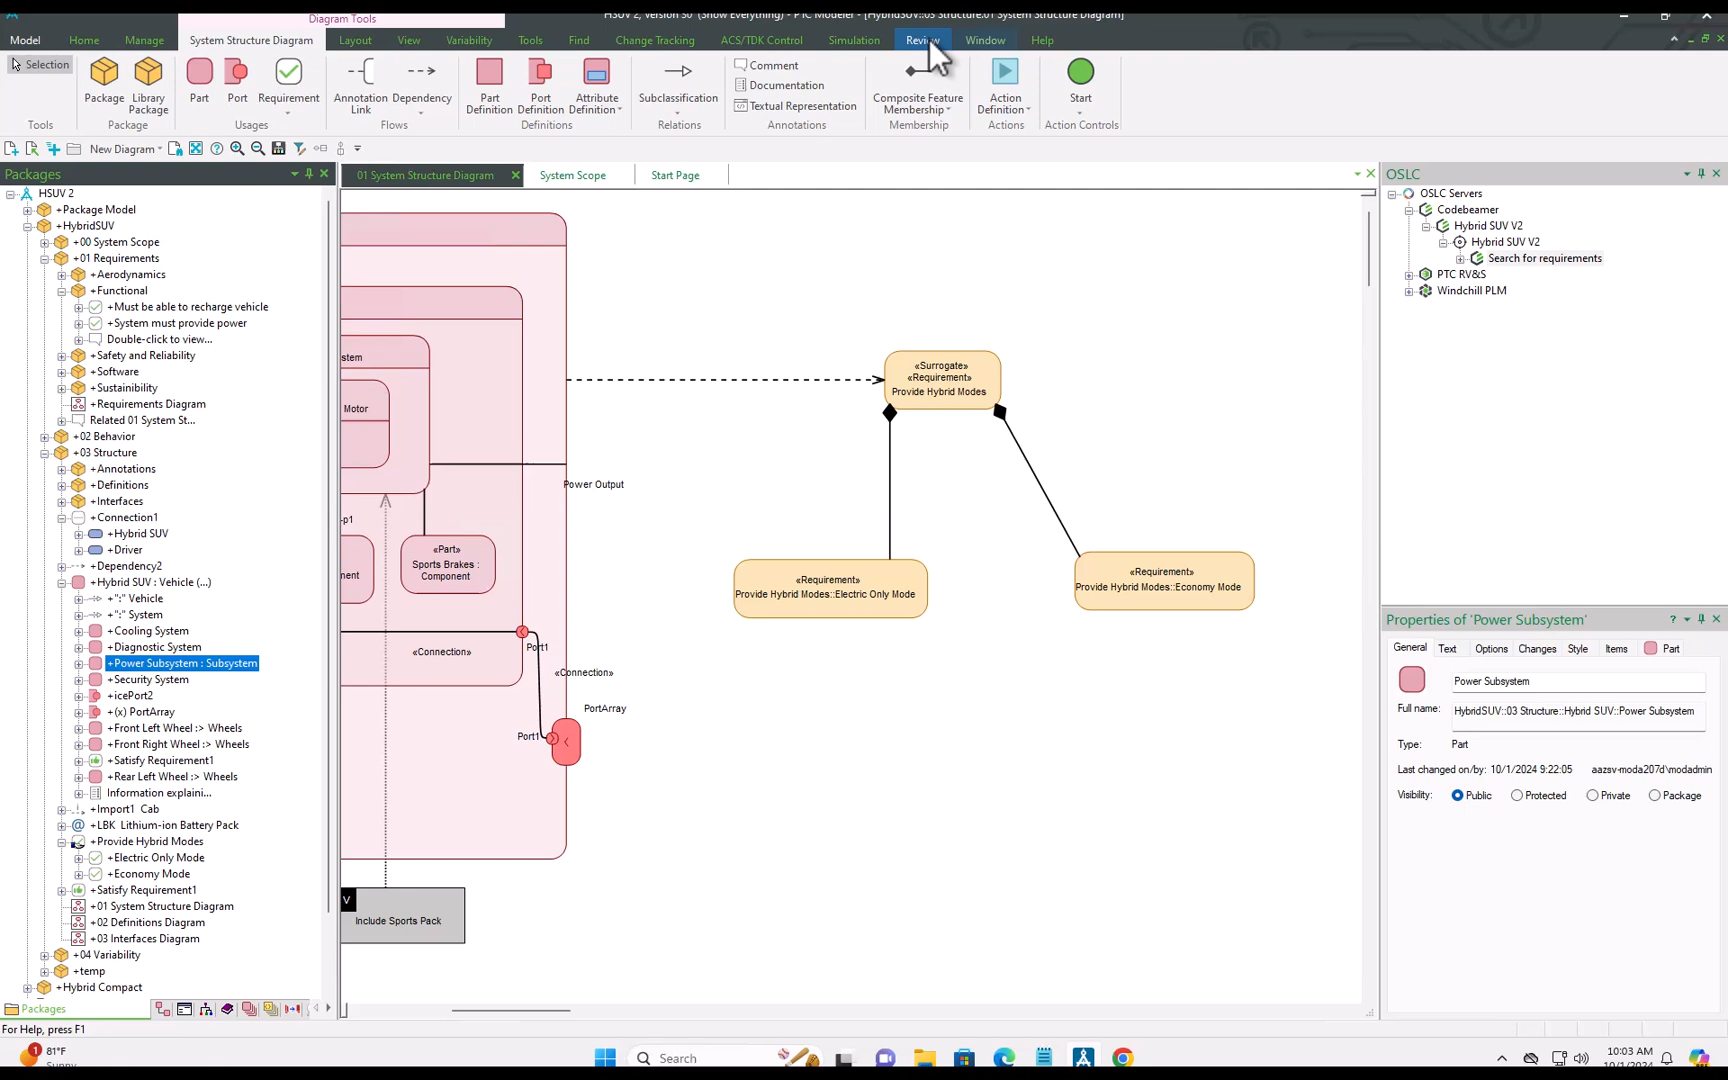 Diagram Tools
HSUV 2, Version 30 (Show Everything) - PTC Modeler - [HybridSUV::03 Structure.01 System Structure Diagram]
Model Home Manage System Structure Diagram Layout View Variability Tools Find Change Tracking ACS/TDK Control Simulation Review Window Help
Selection
Package
Library Package
Part
Port
Requirement
Annotation Link
Dependency
Part Definition
Port Definition
Attribute Definition
Subclassification
Comment
Documentation
Textual Representation
Composite Feature Membership
Action Definition
Start
Tools Package Usages Flows Definitions Relations Annotations Membership Actions Action Controls
New Diagram
Packages
HSUV 2
+Package Model
+HybridSUV
+00 System Scope
+01 Requirements
+Aerodynamics
+Functional
+Must be able to recharge vehicle
+System must provide power
Double-click to view...
+Safety and Reliability
+Software
+Sustainibility
+Requirements Diagram
Related 01 System St...
+02 Behavior
+03 Structure
+Annotations
+Definitions
+Interfaces
+Connection1
+Hybrid SUV
+Driver
+Dependency2
+Hybrid SUV : Vehicle (...)
+":" Vehicle
+":" System
+Cooling System
+Diagnostic System
+Power Subsystem : Subsystem
+Security System
+icePort2
+(x) PortArray
+Front Left Wheel :> Wheels
+Front Right Wheel :> Wheels
+Satisfy Requirement1
+Rear Left Wheel :> Wheels
Information explaini...
+Import1 Cab
+LBK Lithium-ion Battery Pack
+Provide Hybrid Modes
+Electric Only Mode
+Economy Mode
+Satisfy Requirement1
+01 System Structure Diagram
+02 Definitions Diagram
+03 Interfaces Diagram
+04 Variability
+temp
+Hybrid Compact
Packages
01 System Structure Diagram
System Scope
Start Page
stem
Motor
Power Output
-p1
nent
«Part»
Sports Brakes :
Component
«Connection»
Port1
«Connection»
PortArray
Port1
V
Include Sports Pack
«Surrogate»
«Requirement»
Provide Hybrid Modes
«Requirement»
Provide Hybrid Modes::Electric Only Mode
«Requirement»
Provide Hybrid Modes::Economy Mode
OSLC
OSLC Servers
Codebeamer
Hybrid SUV V2
Hybrid SUV V2
Search for requirements
PTC RV&S
Windchill PLM
Properties of 'Power Subsystem'
General Text Options Changes Style Items Part
Power Subsystem
Full name: HybridSUV::03 Structure::Hybrid SUV::Power Subsystem
Type: Part
Last changed on/by: 10/1/2024 9:22:05 aazsv-moda207d\modadmin
Visibility: Public Protected Private Package
For Help, press F1
1
81°F
Sunny
Search
10:03 AM
10/1/2024